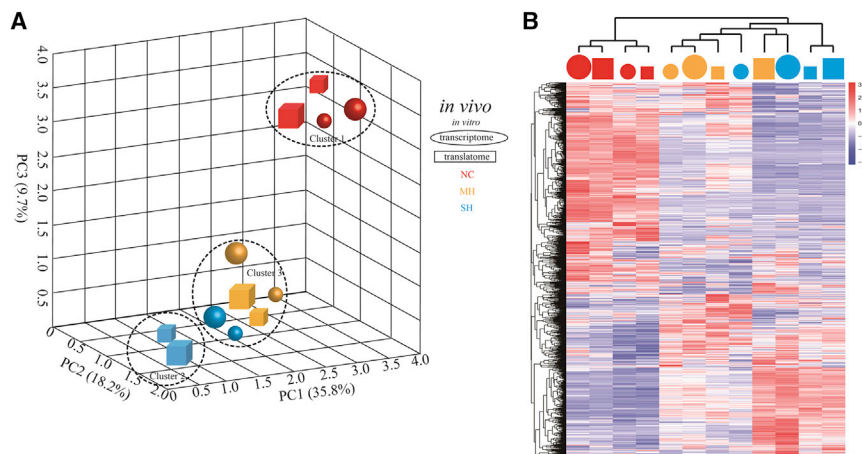 A
4.0
3.5
3.0
2.5
2.0
1.5
1.0
0.5
PC3 (9.7%)
0
0.5
1.0
1.5
2.0
PC2 (18.2%)
0
0.5
1.0
1.5
2.0
2.5
3.0
3.5
4.0
PC1 (35.8%)
Cluster 1
Cluster 3
Cluster 2
in vivo
in vitro
transcriptome
translatome
NC
MH
SH
B
3
2
1
0